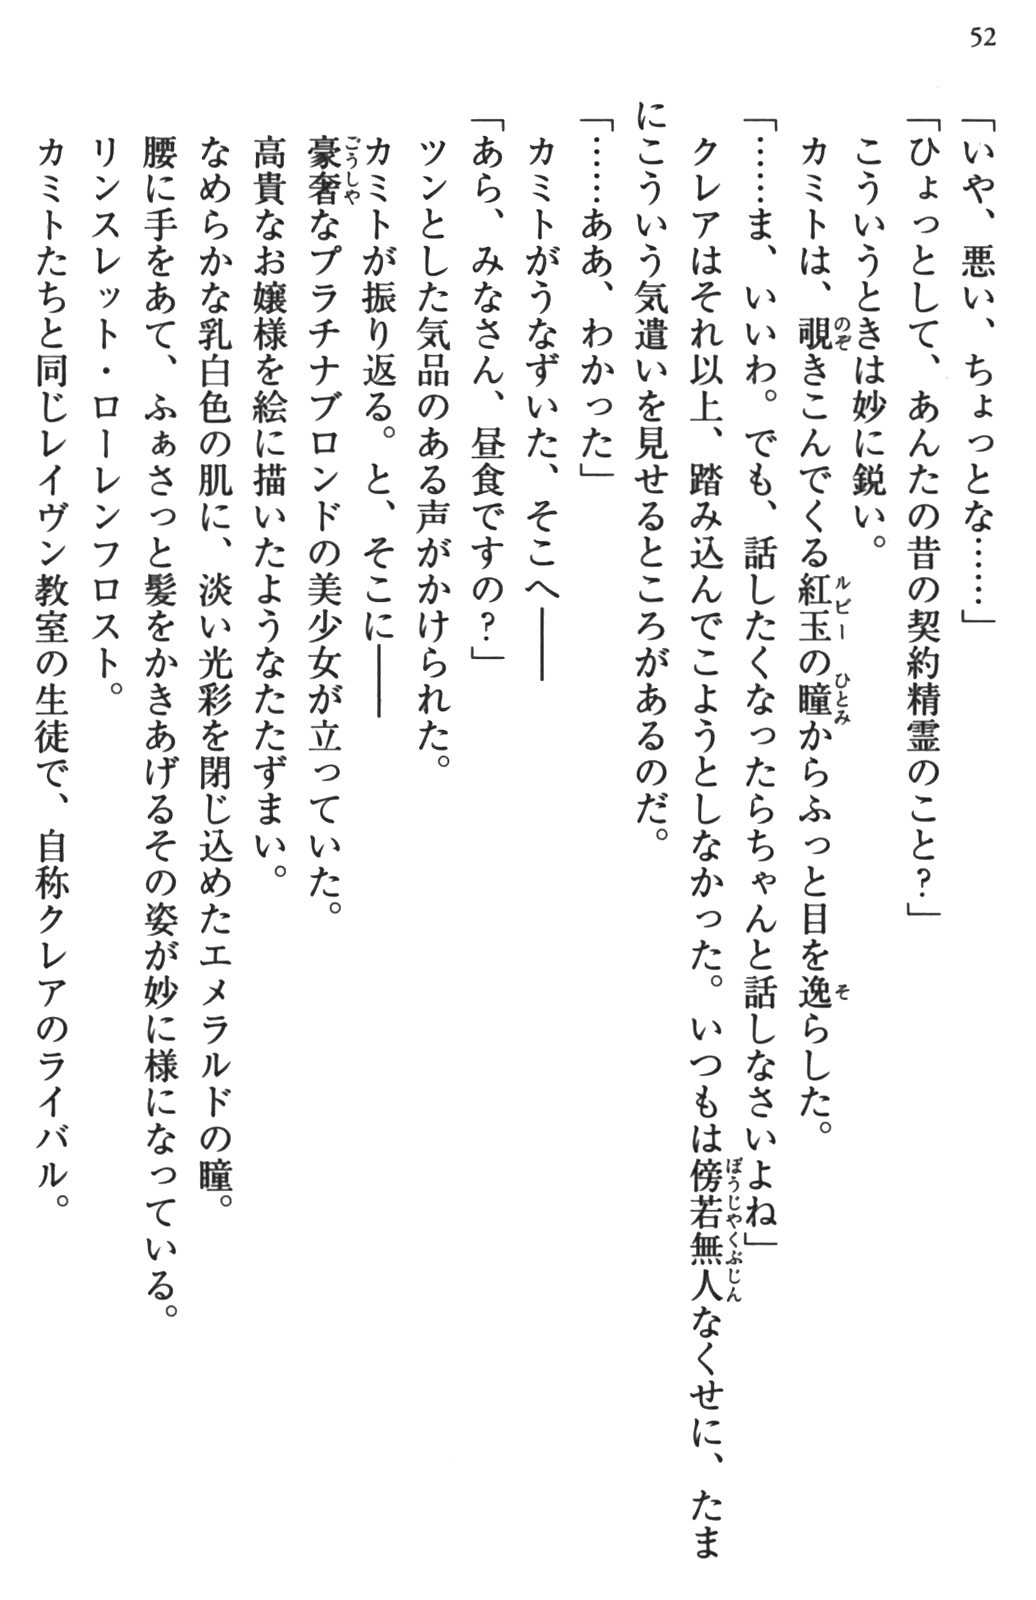 52
「いや、悪い、ちょっとな……」
「ひょっとして、あんたの昔の契約精霊のこと？」
こういうときは妙に鋭い。
カミトは、覗きこんでくる紅玉の瞳からふっと目を逸らした。
「……ま、いいわ。でも、話したくなったらちゃんと話しなさいよね」
クレアはそれ以上、踏み込んでこようとしなかった。いつもは傍若無人なくせに、たま
にこういう気遣いを見せるところがあるのだ。
「……ああ、わかった」
カミトがうなずいた、そこへ――
「あら、みなさん、昼食ですの？」
ツンとした気品のある声がかけられた。
カミトが振り返る。と、そこに――
豪奢なプラチナブロンドの美少女が立っていた。
高貴なお嬢様を絵に描いたようなたたずまい。
なめらかな乳白色の肌に、淡い光彩を閉じ込めたエメラルドの瞳。
腰に手をあて、ふぁさっと髪をかきあげるその姿が妙に様になっている。
リンスレット・ローレンフロスト。
カミトたちと同じレイヴン教室の生徒で、自称クレアのライバル。